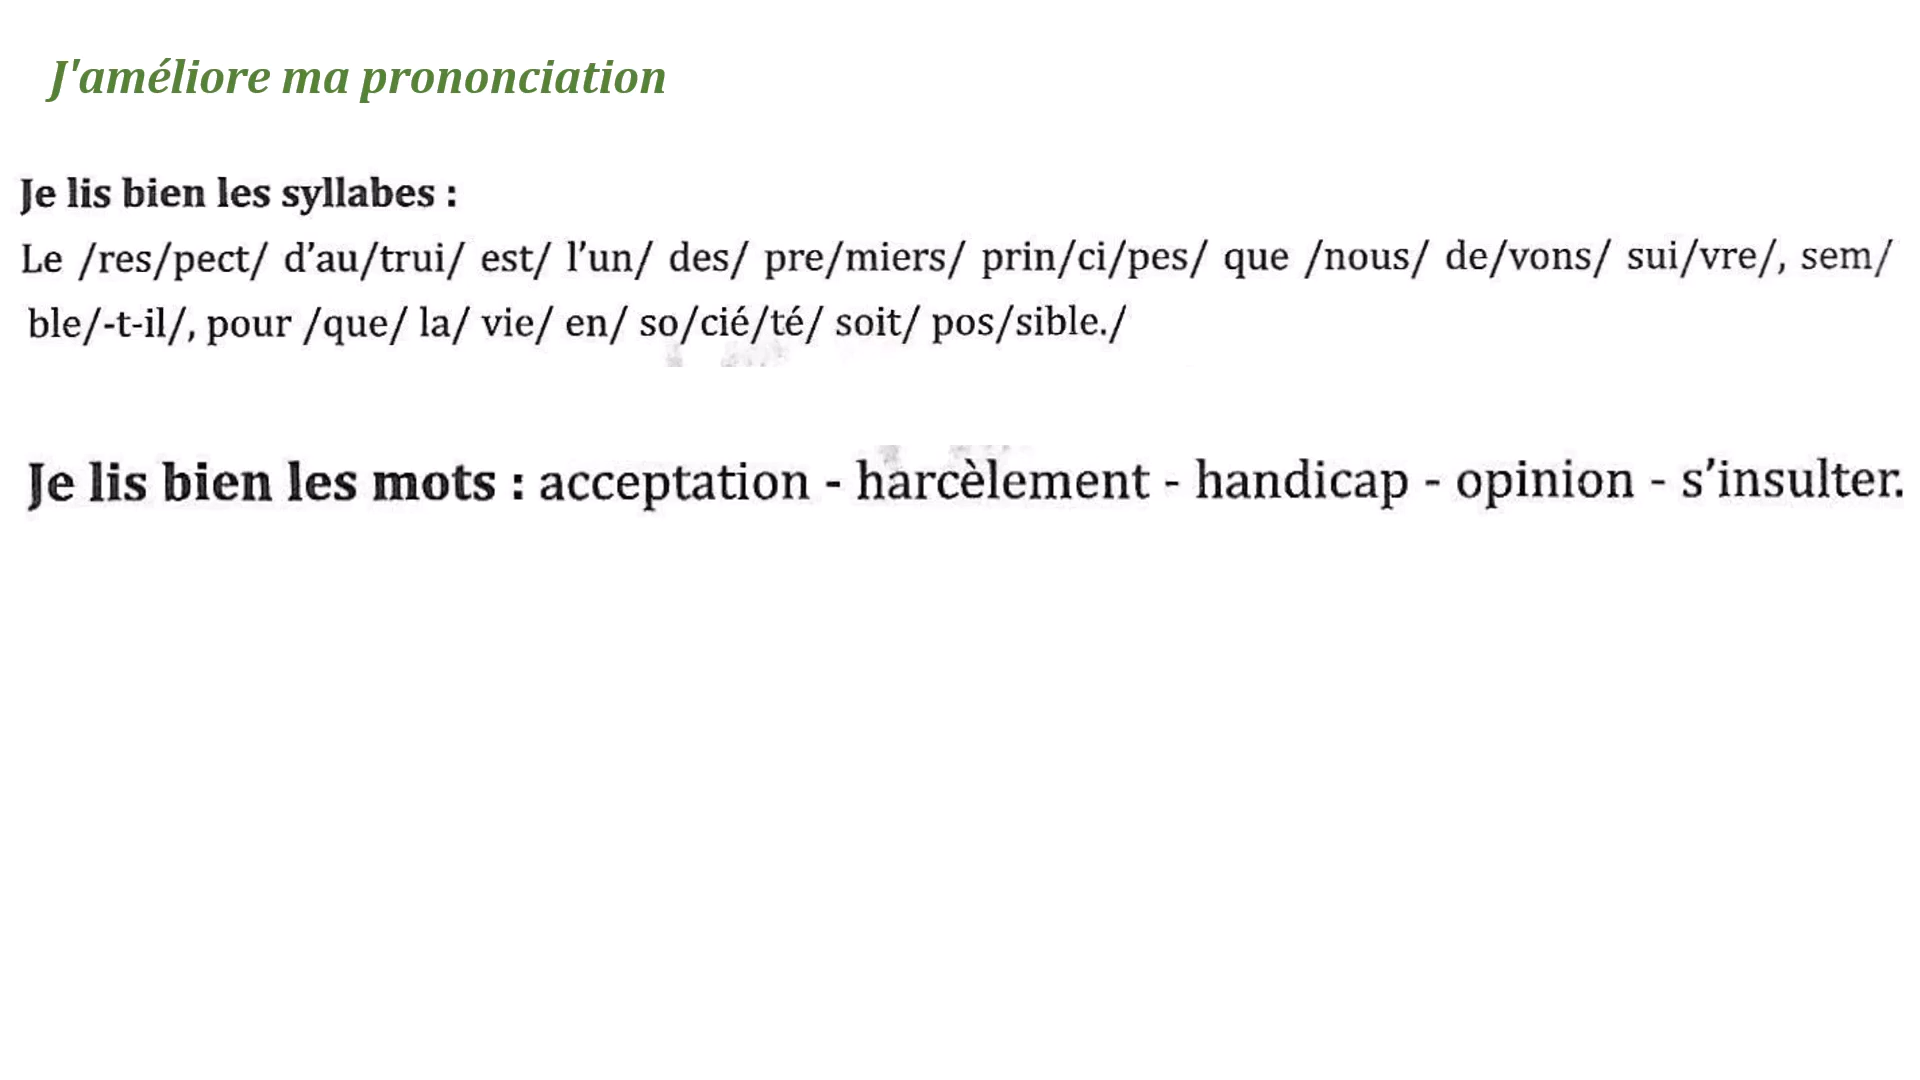 J'améliore ma prononciation
Je lis bien les syllabes :
Le /res/pect/ d’au/trui/ est/ l’un/ des/ pre/miers/ prin/ci/pes/ que /nous/ de/vons/ sui/vre/, sem/
ble/-t-il/, pour /que/ la/ vie/ en/ so/cié/té/ soit/ pos/sible./
Je lis bien les mots : acceptation - harcèlement - handicap - opinion - s’insulter.